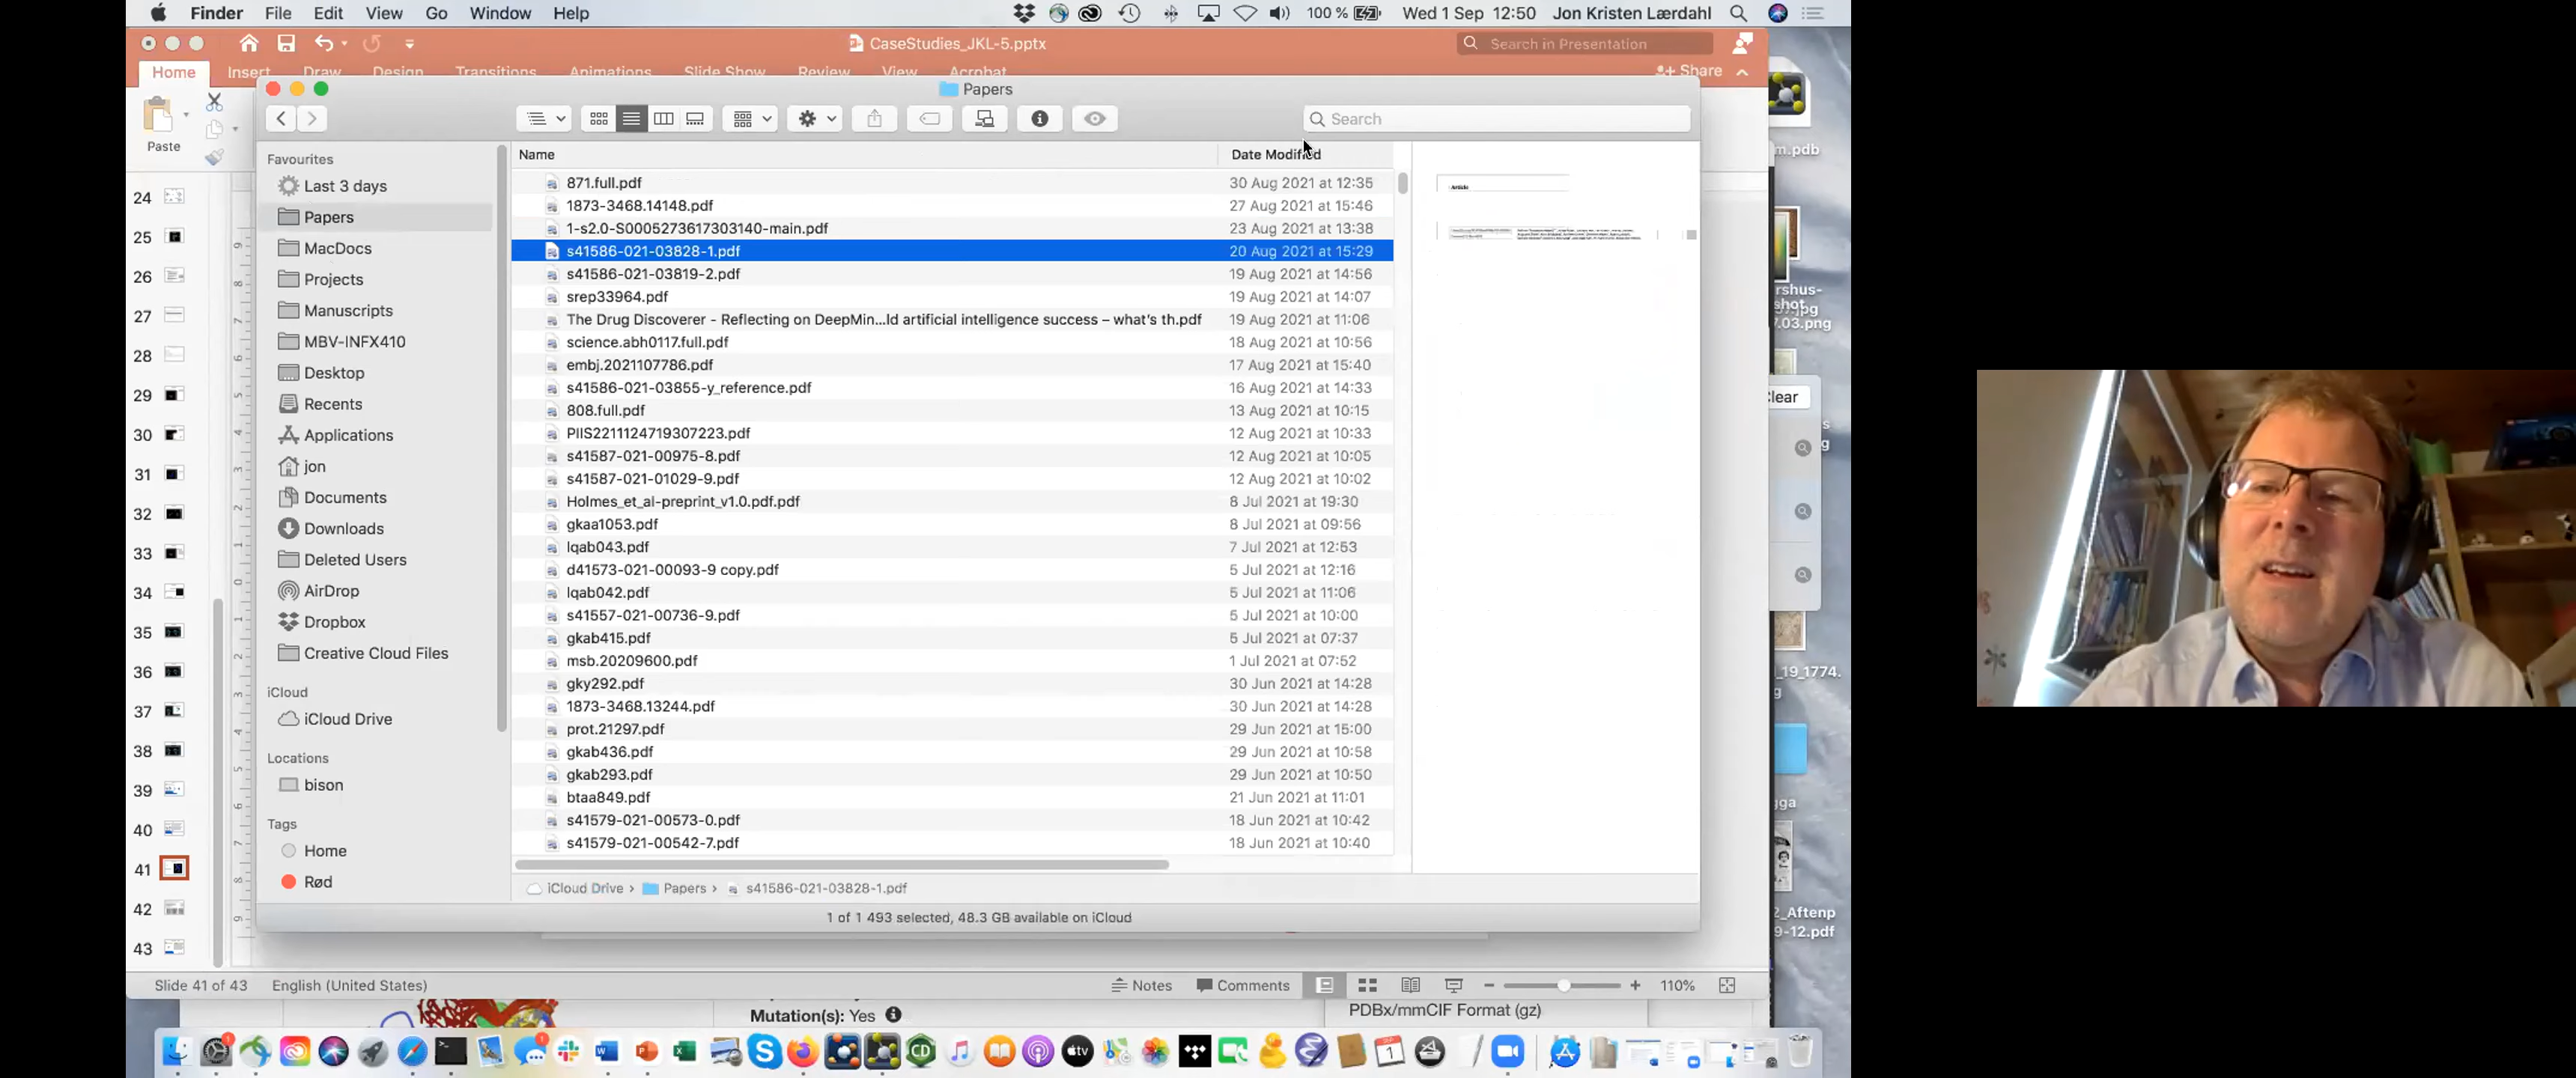 Finder File Edit View Go Window Help 100 % Wed 1 Sep 12:50 Jon Kristen Lærdahl
CaseStudies_JKL-5.pptx Search in Presentation
Home Insert Draw Design Transitions Animations Slide Show Review View Acrobat Share
Paste
Papers
Search
Favourites
Last 3 days
Papers
MacDocs
Projects
Manuscripts
MBV-INFX410
Desktop
Recents
Applications
jon
Documents
Downloads
Deleted Users
AirDrop
Dropbox
Creative Cloud Files
iCloud
iCloud Drive
Locations
bison
Tags
Home
Rød
Name Date Modified
871.full.pdf 30 Aug 2021 at 12:35
1873-3468.14148.pdf 27 Aug 2021 at 15:46
1-s2.0-S0005273617303140-main.pdf 23 Aug 2021 at 13:38
s41586-021-03828-1.pdf 20 Aug 2021 at 15:29
s41586-021-03819-2.pdf 19 Aug 2021 at 14:56
srep33964.pdf 19 Aug 2021 at 14:07
The Drug Discoverer - Reflecting on DeepMin...ld artificial intelligence success – what's th.pdf 19 Aug 2021 at 11:06
science.abh0117.full.pdf 18 Aug 2021 at 10:56
embj.2021107786.pdf 17 Aug 2021 at 15:40
s41586-021-03855-y_reference.pdf 16 Aug 2021 at 14:33
808.full.pdf 13 Aug 2021 at 10:15
PIIS2211124719307223.pdf 12 Aug 2021 at 10:33
s41587-021-00975-8.pdf 12 Aug 2021 at 10:05
s41587-021-01029-9.pdf 12 Aug 2021 at 10:02
Holmes_et_al-preprint_v1.0.pdf.pdf 8 Jul 2021 at 19:30
gkaa1053.pdf 8 Jul 2021 at 09:56
lqab043.pdf 7 Jul 2021 at 12:53
d41573-021-00093-9 copy.pdf 5 Jul 2021 at 12:16
lqab042.pdf 5 Jul 2021 at 11:06
s41557-021-00736-9.pdf 5 Jul 2021 at 10:00
gkab415.pdf 5 Jul 2021 at 07:37
msb.20209600.pdf 1 Jul 2021 at 07:52
gky292.pdf 30 Jun 2021 at 14:28
1873-3468.13244.pdf 30 Jun 2021 at 14:28
prot.21297.pdf 29 Jun 2021 at 15:00
gkab436.pdf 29 Jun 2021 at 10:58
gkab293.pdf 29 Jun 2021 at 10:50
btaa849.pdf 21 Jun 2021 at 11:01
s41579-021-00573-0.pdf 18 Jun 2021 at 10:42
s41579-021-00542-7.pdf 18 Jun 2021 at 10:40
Article
iCloud Drive › Papers › s41586-021-03828-1.pdf
1 of 1 493 selected, 48.3 GB available on iCloud
24
25
26
27
28
29
30
31
32
33
34
35
36
37
38
39
40
41
42
43
m.pdb
rshus-
shot
jpg
7.03.png
Clear
_19_1774.
g
gga
2_Aftenp
9-12.pdf
Slide 41 of 43 English (United States) Notes Comments 110%
Mutation(s): Yes
PDBx/mmCIF Format (gz)